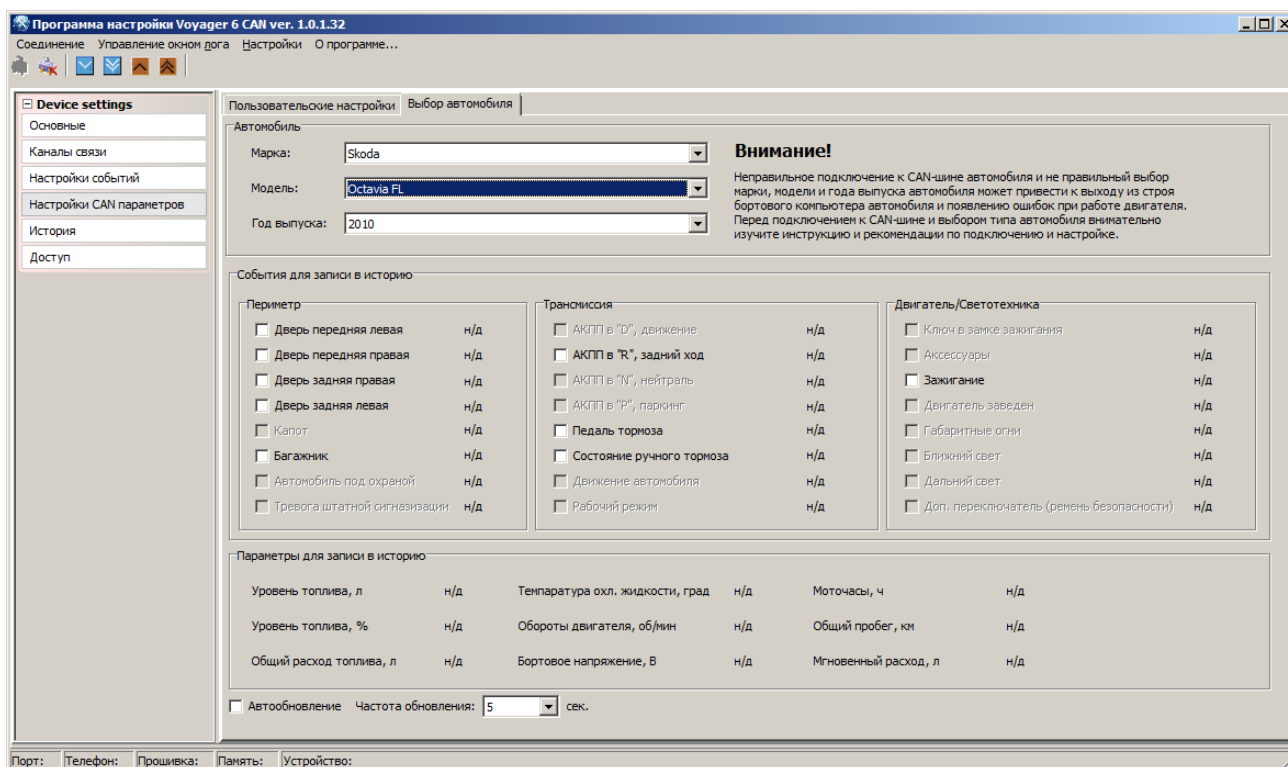 Программа настройки Voyager 6 CAN ver. 1.0.1.32
Соединение Управление окном лога Настройки О программе...
Device settings
Основные
Каналы связи
Настройки событий
Настройки CAN параметров
История
Доступ
Пользовательские настройки Выбор автомобиля
Автомобиль
Марка: Skoda
Модель: Octavia FL
Год выпуска: 2010
Внимание!
Неправильное подключение к CAN-шине автомобиля и не правильный выбор
марки, модели и года выпуска автомобиля может привести к выходу из строя
бортового компьютера автомобиля и появлению ошибок при работе двигателя.
Перед подключением к CAN-шине и выбором типа автомобиля внимательно
изучите инструкцию и рекомендации по подключению и настройке.
События для записи в историю
Периметр
Дверь передняя левая н/д
Дверь передняя правая н/д
Дверь задняя правая н/д
Дверь задняя левая н/д
Капот н/д
Багажник н/д
Автомобиль под охраной н/д
Тревога штатной сигназизации н/д
Трансмиссия
АКПП в "D", движение н/д
АКПП в "R", задний ход н/д
АКПП в "N", нейтраль н/д
АКПП в "P", паркинг н/д
Педаль тормоза н/д
Состояние ручного тормоза н/д
Движение автомобиля н/д
Рабочий режим н/д
Двигатель/Светотехника
Ключ в замке зажигания н/д
Аксессуары н/д
Зажигание н/д
Двигатель заведен н/д
Габаритные огни н/д
Ближний свет н/д
Дальний свет н/д
Доп. переключатель (ремень безопасности) н/д
Параметры для записи в историю
Уровень топлива, л н/д Темпаратура охл. жидкости, град н/д Моточасы, ч н/д
Уровень топлива, % н/д Обороты двигателя, об/мин н/д Общий пробег, км н/д
Общий расход топлива, л н/д Бортовое напряжение, В н/д Мгновенный расход, л н/д
Автообновление Частота обновления: 5 сек.
Порт: Телефон: Прошивка: Память: Устройство: